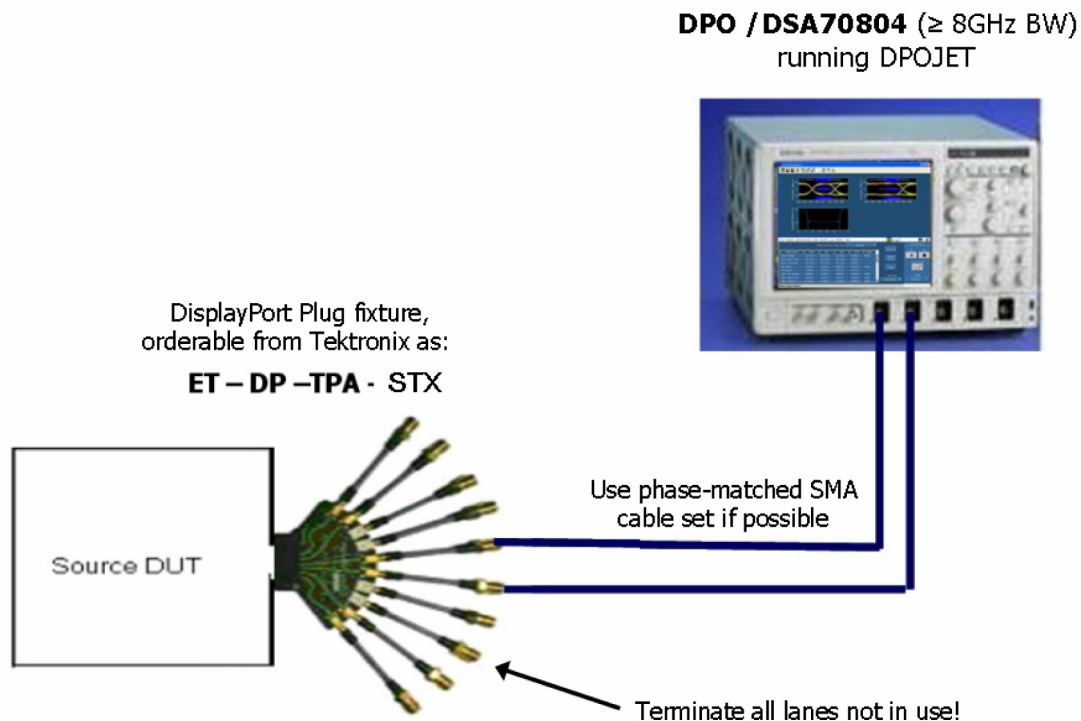 DPO / DSA70804 (≥ 8GHz BW)
running DPOJET
DisplayPort Plug fixture,
orderable from Tektronix as:
ET – DP –TPA - STX
Use phase-matched SMA
cable set if possible
Source DUT
Terminate all lanes not in use!